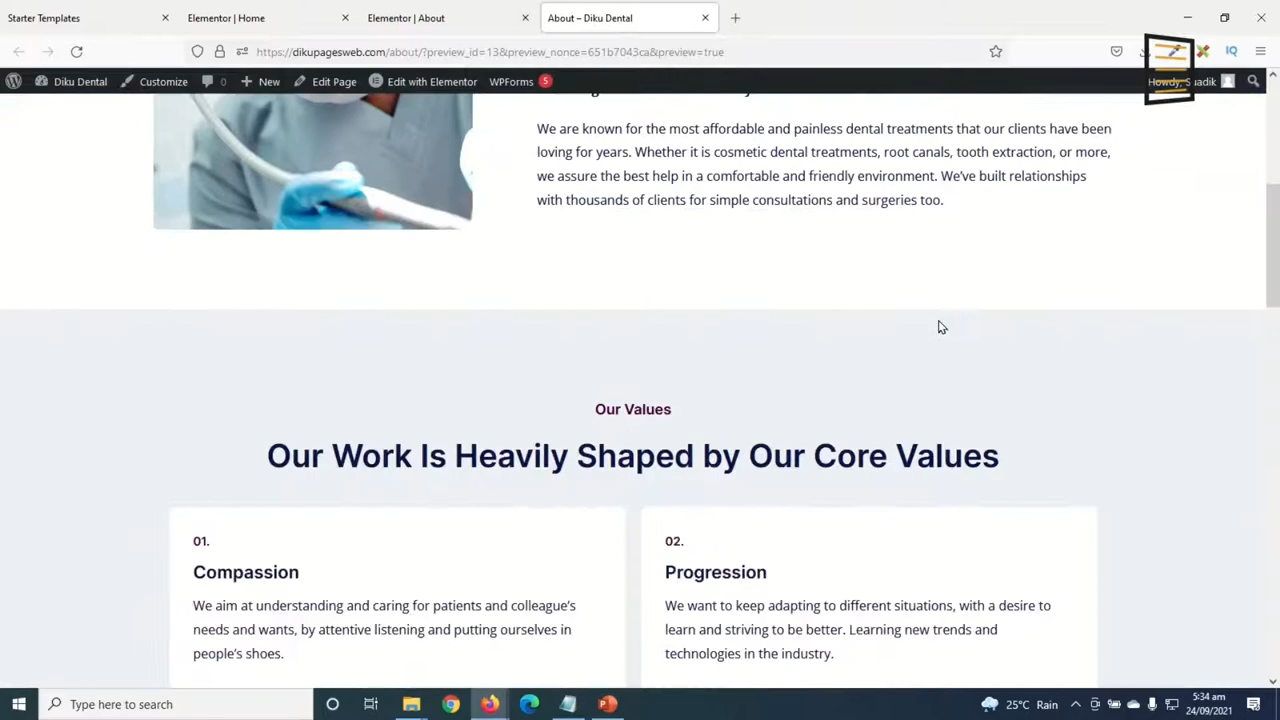 Starter Templates
Elementor | Home
Elementor | About
About – Diku Dental
https://dikupagesweb.com/about/?preview_id=13&preview_nonce=651b7043ca&preview=true
Diku Dental Customize 0 New Edit Page Edit with Elementor WPForms 5 Howdy,
We are known for the most affordable and painless dental treatments that our clients have been
loving for years. Whether it is cosmetic dental treatments, root canals, tooth extraction, or more,
we assure the best help in a comfortable and friendly environment. We've built relationships
with thousands of clients for simple consultations and surgeries too.
Our Values
Our Work Is Heavily Shaped by Our Core Values
01.
Compassion
We aim at understanding and caring for patients and colleague's
needs and wants, by attentive listening and putting ourselves in
people's shoes.
02.
Progression
We want to keep adapting to different situations, with a desire to
learn and striving to be better. Learning new trends and
technologies in the industry.
Type here to search
25°C Rain
5:34 am
24/09/2021